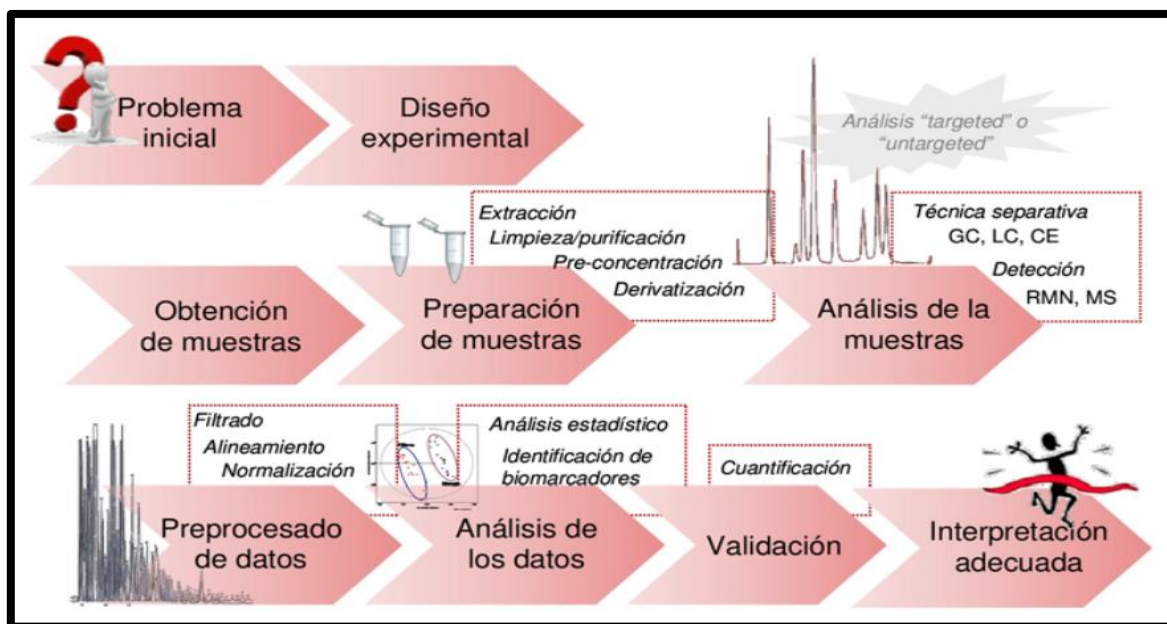 Problema
inicial
Diseño
experimental
Análisis "targeted" o
"untargeted"
Extracción
Limpieza/purificación
Pre-concentración
Derivatización
Técnica separativa
GC, LC, CE
Detección
RMN, MS
Obtención
de muestras
Preparación
de muestras
Análisis de la
muestras
Filtrado
Alineamiento
Normalización
Análisis estadístico
Identificación de
biomarcadores
Cuantificación
Preprocesado
de datos
Análisis de
los datos
Validación
Interpretación
adecuada